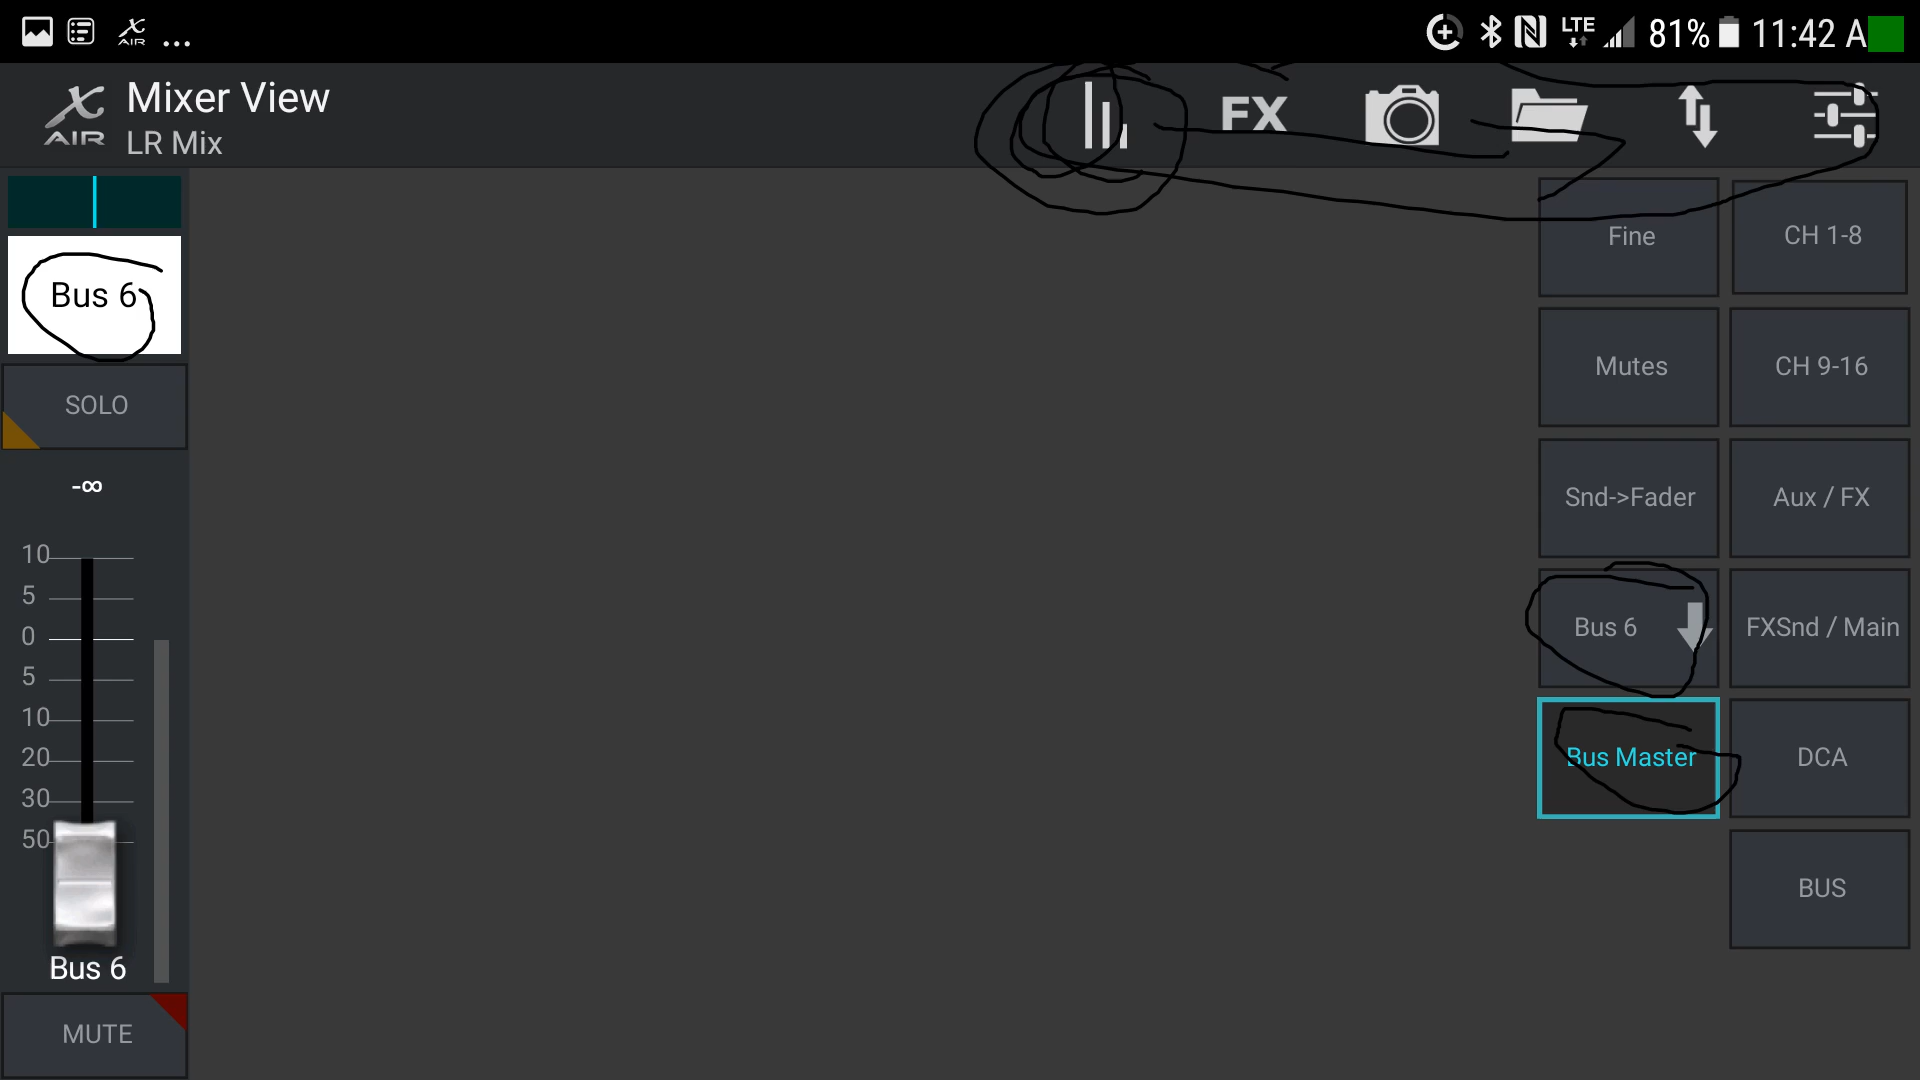 X
AIR
...
LTE
81%
11:42 A
X
AIR
Mixer View
LR Mix
FX
Bus 6
SOLO
-∞
10
5
0
5
10
20
30
50
Bus 6
MUTE
Fine
CH 1-8
Mutes
CH 9-16
Snd->Fader
Aux / FX
Bus 6
FXSnd / Main
Bus Master
DCA
BUS